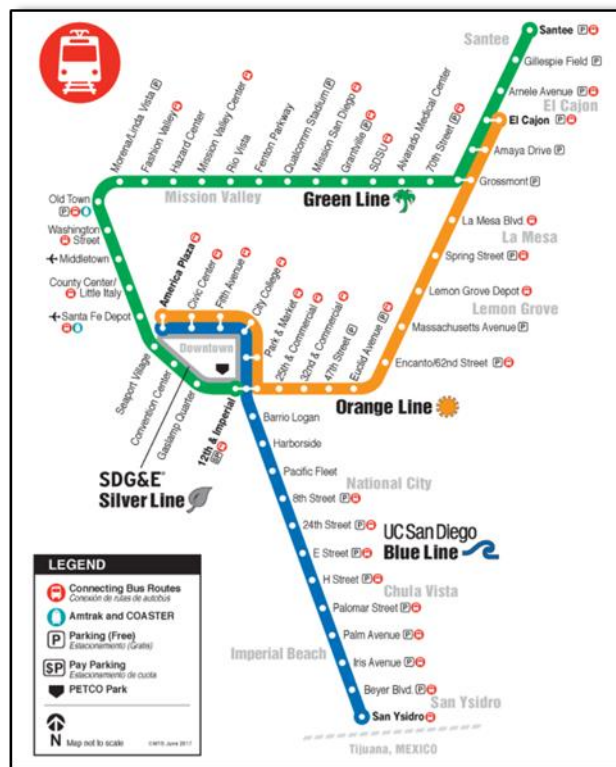 Santee P
Santee
Gillespie Field P
Arnele Avenue P
El Cajon
El Cajon P
Amaya Drive P
Grossmont P
La Mesa Blvd
La Mesa
Spring Street P
Lemon Grove Depot
Lemon Grove
Massachusetts Avenue P
Encanto/62nd Street P
Morena/Linda Vista P
Fashion Valley
Hazard Center
Mission Valley Center
Rio Vista
Fenton Parkway
Qualcomm Stadium P
Mission San Diego
Grantville P
SDSU
Alvarado Medical Center
70th Street P
Mission Valley
Green Line
Old Town
P
Washington
Street
Middletown
County Center/
Little Italy
Santa Fe Depot
Seaport Village
Convention Center
Gaslamp Quarter
12th & Imperial
$P
America Plaza
Civic Center
Fifth Avenue
City College
Park & Market
25th & Commercial
32nd & Commercial
47th Street P
Euclid Avenue P
Downtown
Orange Line
SDG&E®
Silver Line
Barrio Logan
Harborside
Pacific Fleet
8th Street P
National City
24th Street P
UC San Diego
Blue Line
E Street P
H Street P
Chula Vista
Palomar Street P
Palm Avenue P
Imperial Beach
Iris Avenue P
Beyer Blvd. P
San Ysidro
San Ysidro
Tijuana, MEXICO
LEGEND
Connecting Bus Routes
Conexión de rutas de autobús
Amtrak and COASTER
P
Parking (Free)
Estacionamiento (Gratis)
$P
Pay Parking
Estacionamiento de cuota
PETCO Park
N
Map not to scale
©MTS June 2017